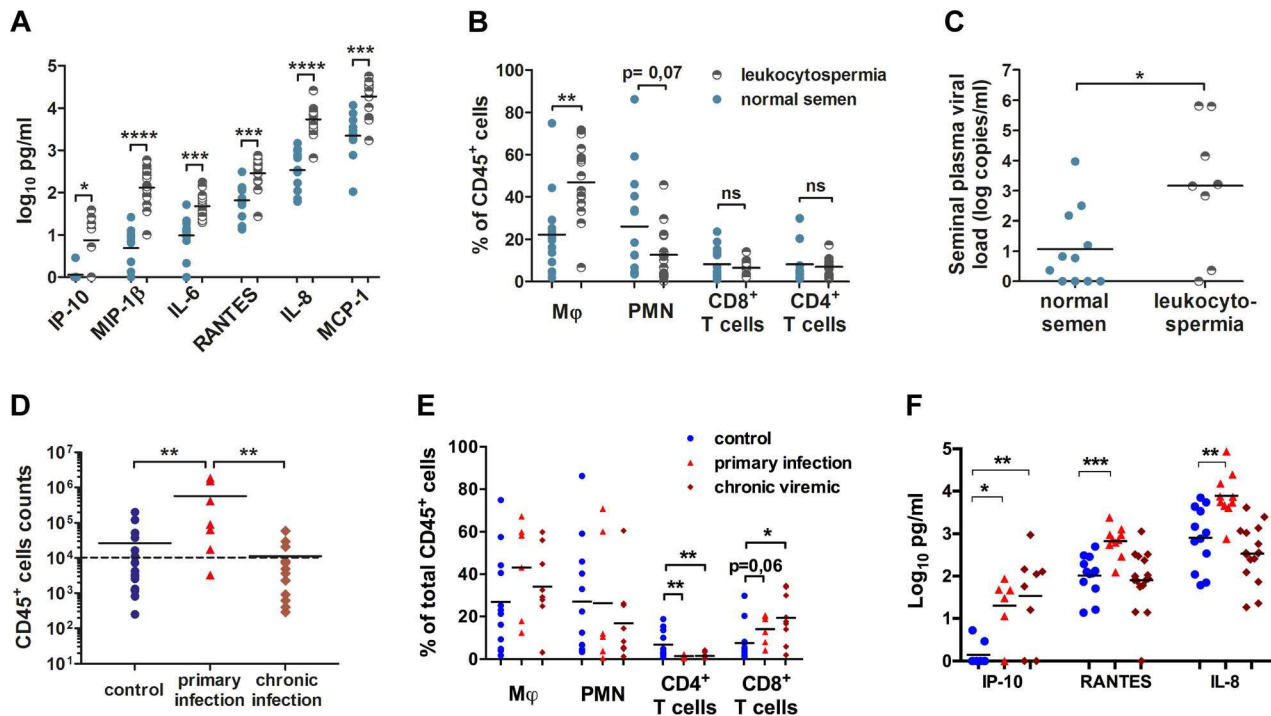 A
log10 pg/ml
5
4
3
2
1
0
*
****
***
***
****
***
IP-10
MIP-1β
IL-6
RANTES
IL-8
MCP-1
B
% of CD45+ cells
100
80
60
40
20
0
**
p= 0,07
ns
ns
leukocytospermia
normal semen
Mφ
PMN
CD8+
T cells
CD4+
T cells
C
Seminal plasma viral
load (log copies/ml)
7
6
5
4
3
2
1
0
*
normal
semen
leukocyto-
spermia
D
CD45+ cells counts
10^7
10^6
10^5
10^4
10^3
10^2
10^1
**
**
control
primary
infection
chronic
infection
E
% of total CD45+ cells
100
80
60
40
20
0
control
primary infection
chronic viremic
**
**
*
p=0,06
Mφ
PMN
CD4+
T cells
CD8+
T cells
F
Log10 pg/ml
5
4
3
2
1
0
**
*
***
**
IP-10
RANTES
IL-8